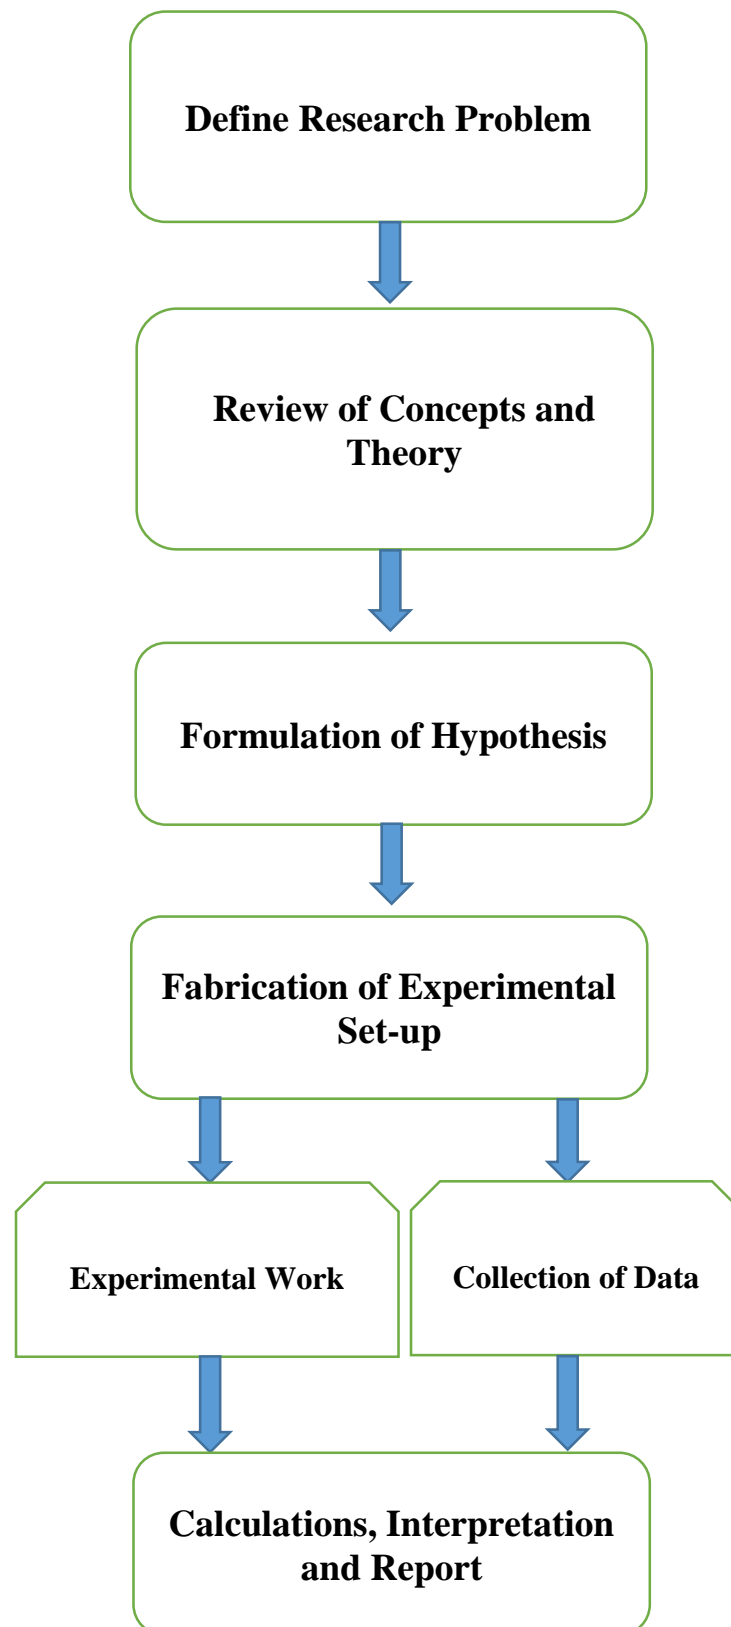 Define Research Problem
Review of Concepts and
Theory
Formulation of Hypothesis
Fabrication of Experimental
Set-up
Experimental Work
Collection of Data
Calculations, Interpretation
and Report